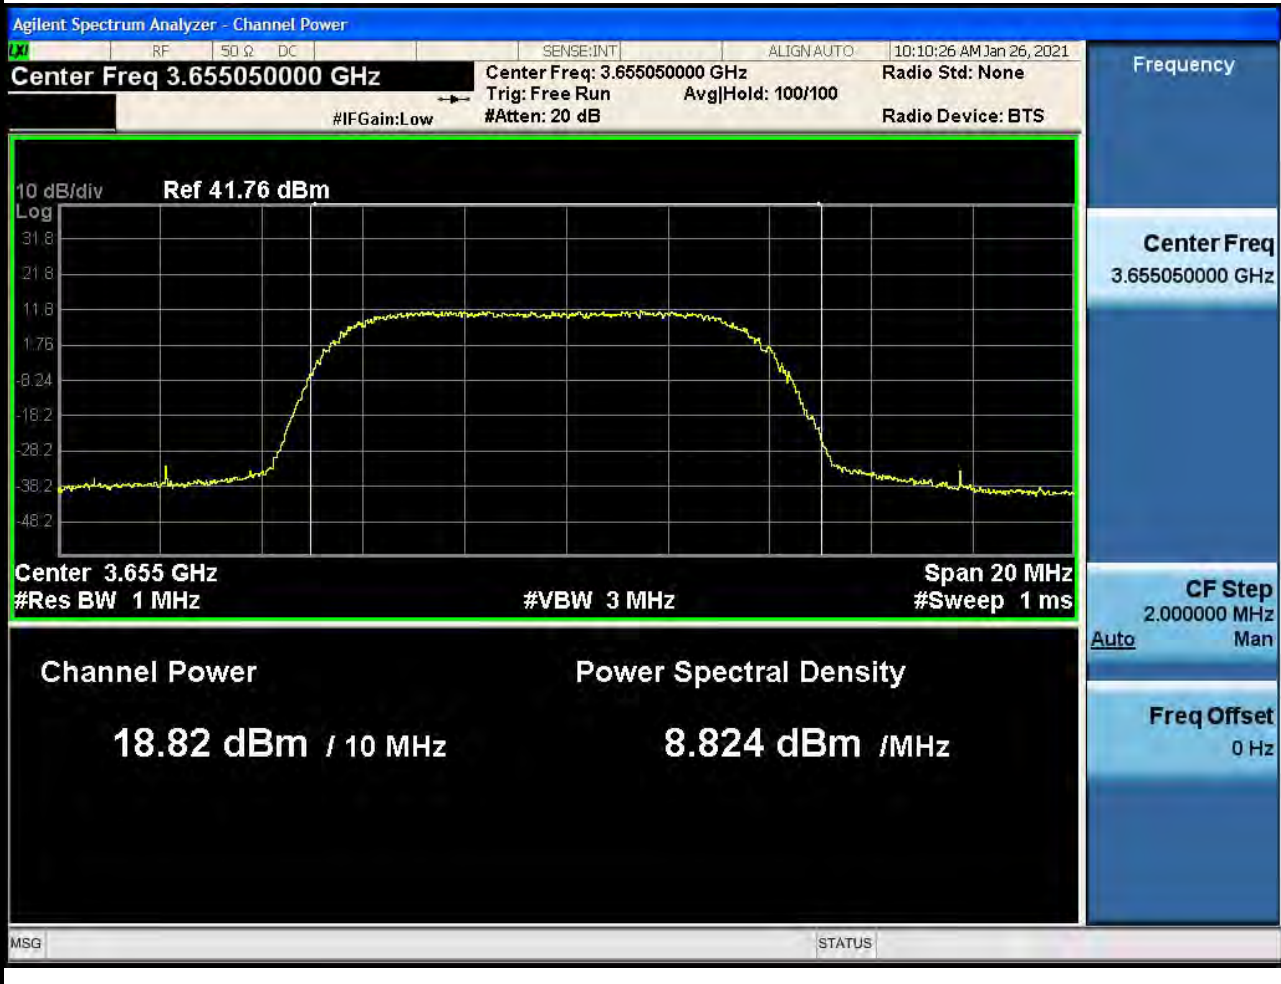 Agilent Spectrum Analyzer - Channel Power
LXI RF 50 Ω DC SENSE:INT ALIGN AUTO 10:10:26 AM Jan 26, 2021
Center Freq 3.655050000 GHz
Center Freq: 3.655050000 GHz Radio Std: None
Trig: Free Run Avg|Hold: 100/100
#IFGain:Low #Atten: 20 dB Radio Device: BTS
10 dB/div Ref 41.76 dBm
Log
31.8
21.8
11.8
1.76
-8.24
-18.2
-28.2
-38.2
-48.2
Center 3.655 GHz Span 20 MHz
#Res BW 1 MHz #VBW 3 MHz #Sweep 1 ms
Channel Power Power Spectral Density
18.82 dBm / 10 MHz 8.824 dBm /MHz
Frequency
Center Freq
3.655050000 GHz
CF Step
2.000000 MHz
Auto Man
Freq Offset
0 Hz
MSG STATUS